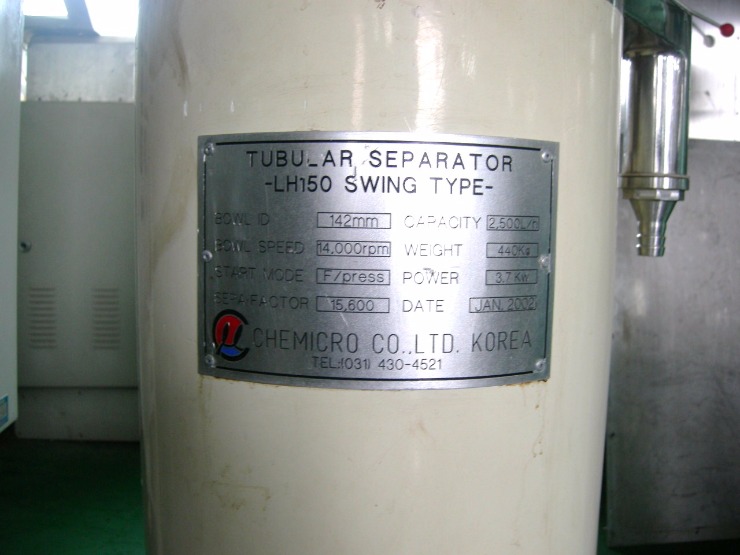 TUBULAR SEPARATOR
-LH150 SWING TYPE-
BOWL ID 142mm CAPACITY 2,500L/h
BOWL SPEED 14,000rpm WEIGHT 440Kg
START MODE F/press POWER 3.7 Kw
SEPA FACTOR 15,600 DATE JAN. 2002
CHEMICRO CO.,LTD. KOREA
TEL:(031) 430-4521